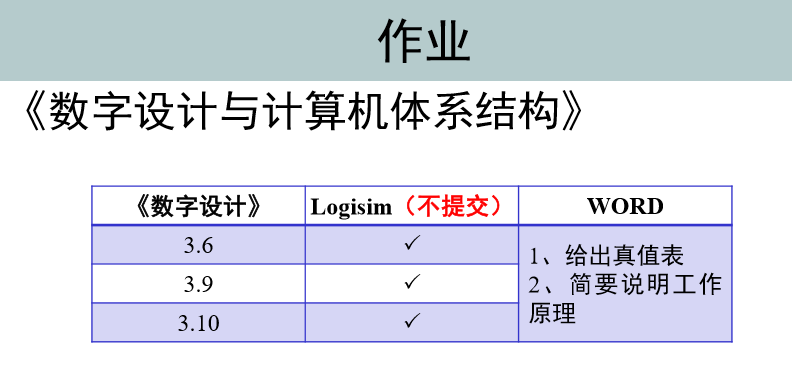 作业
《数字设计与计算机体系结构》
《数字设计》 Logisim（不提交） WORD
3.6 ✓
3.9 ✓
3.10 ✓
1、给出真值表
2、简要说明工作
原理